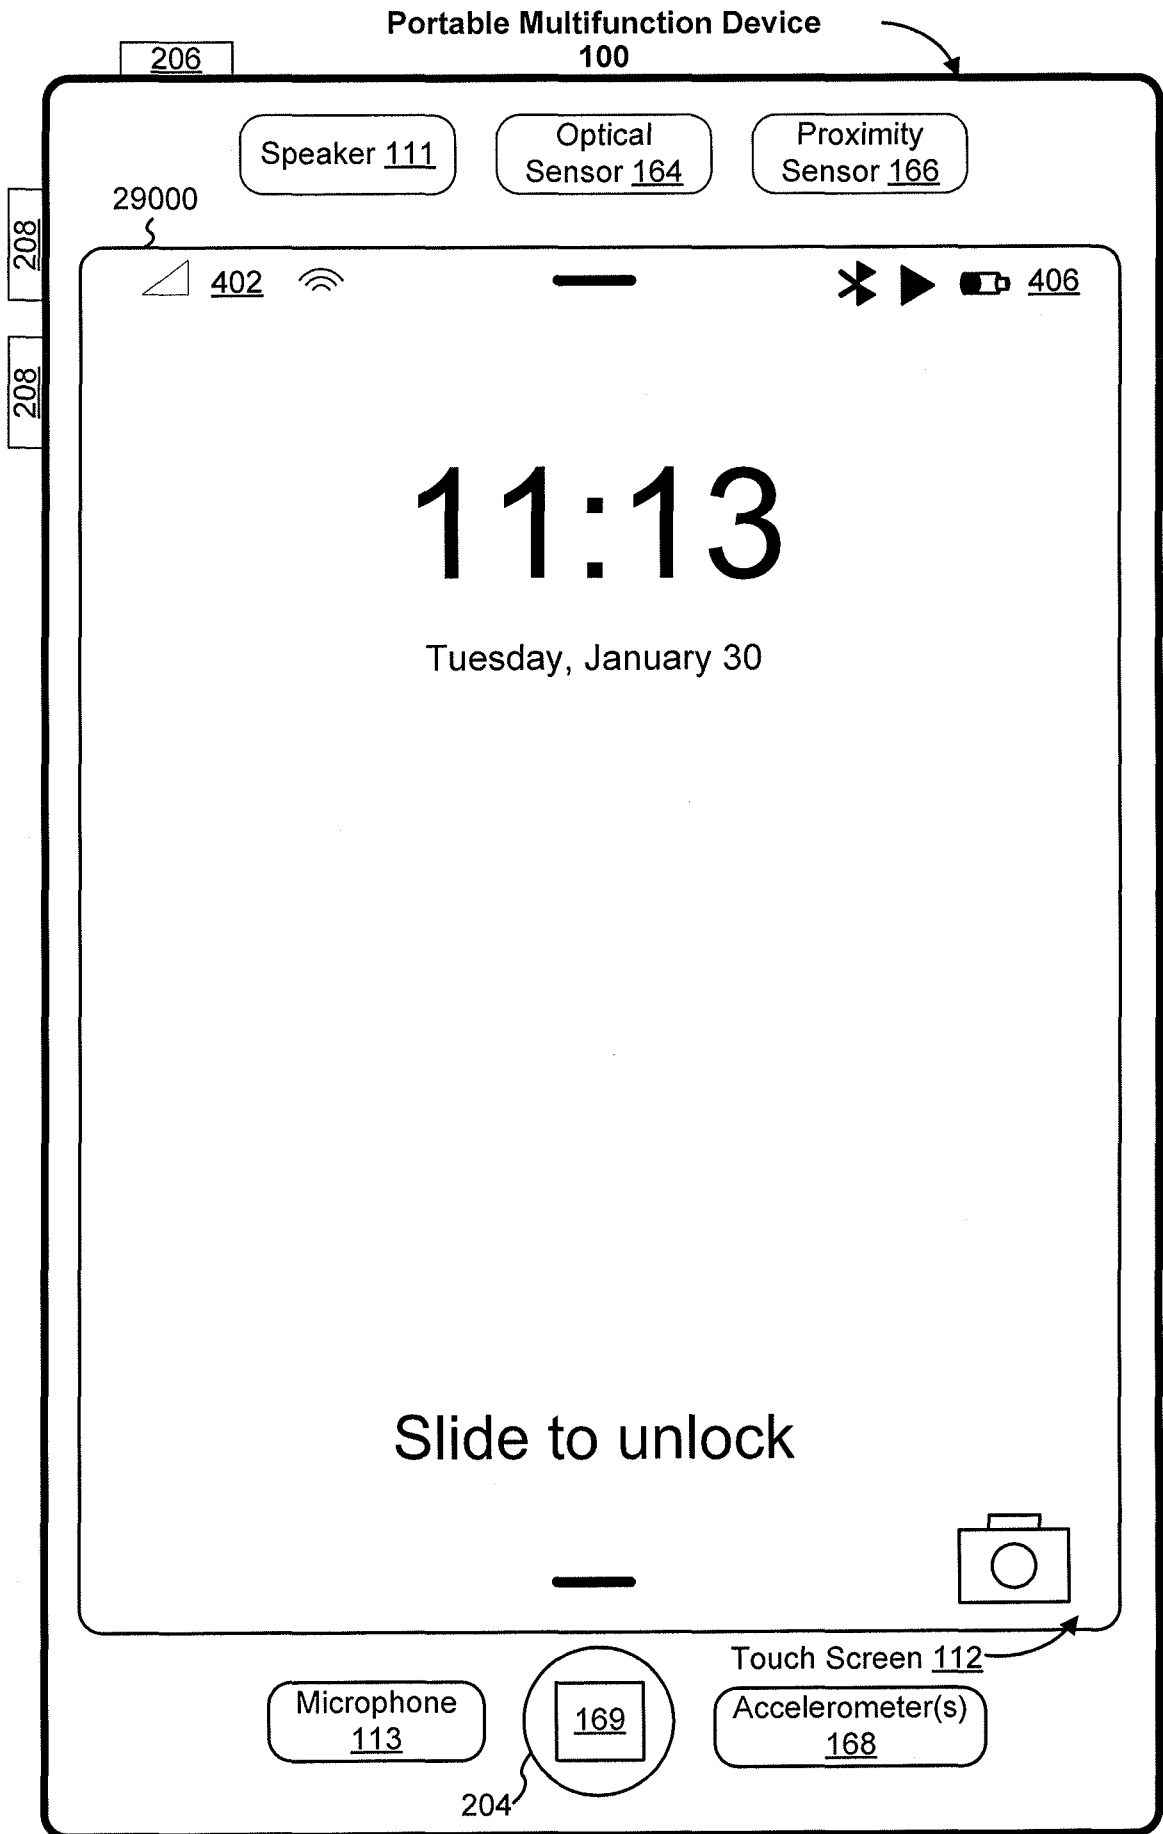 Portable Multifunction Device
100
206
Speaker 111
Optical
Sensor 164
Proximity
Sensor 166
29000
208
208
402
406
11:13
Tuesday, January 30
Slide to unlock
Touch Screen 112
Microphone
113
169
Accelerometer(s)
168
204